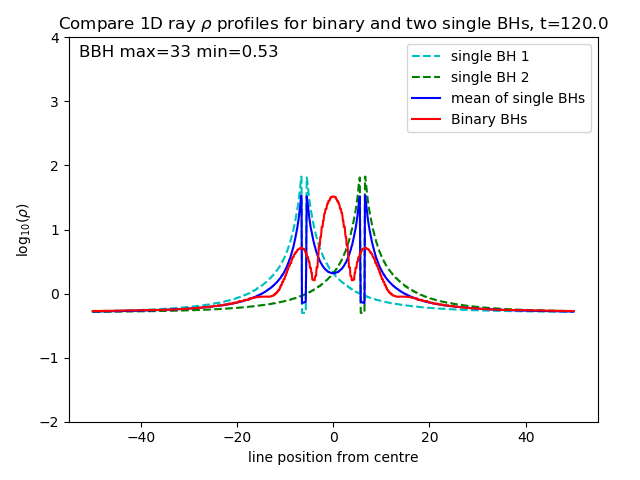 Compare 1D ray ρ profiles for binary and two single BHs, t=120.0
BBH max=33 min=0.53
single BH 1
single BH 2
mean of single BHs
Binary BHs
4
3
2
1
0
−1
−2
log₁₀(ρ)
−40
−20
0
20
40
line position from centre